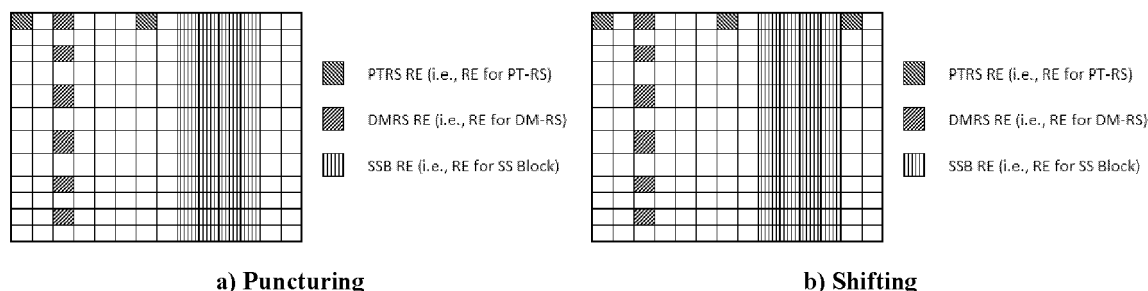 PTRS RE (i.e., RE for PT-RS)
DMRS RE (i.e., RE for DM-RS)
SSB RE (i.e., RE for SS Block)
a) Puncturing
PTRS RE (i.e., RE for PT-RS)
DMRS RE (i.e., RE for DM-RS)
SSB RE (i.e., RE for SS Block)
b) Shifting